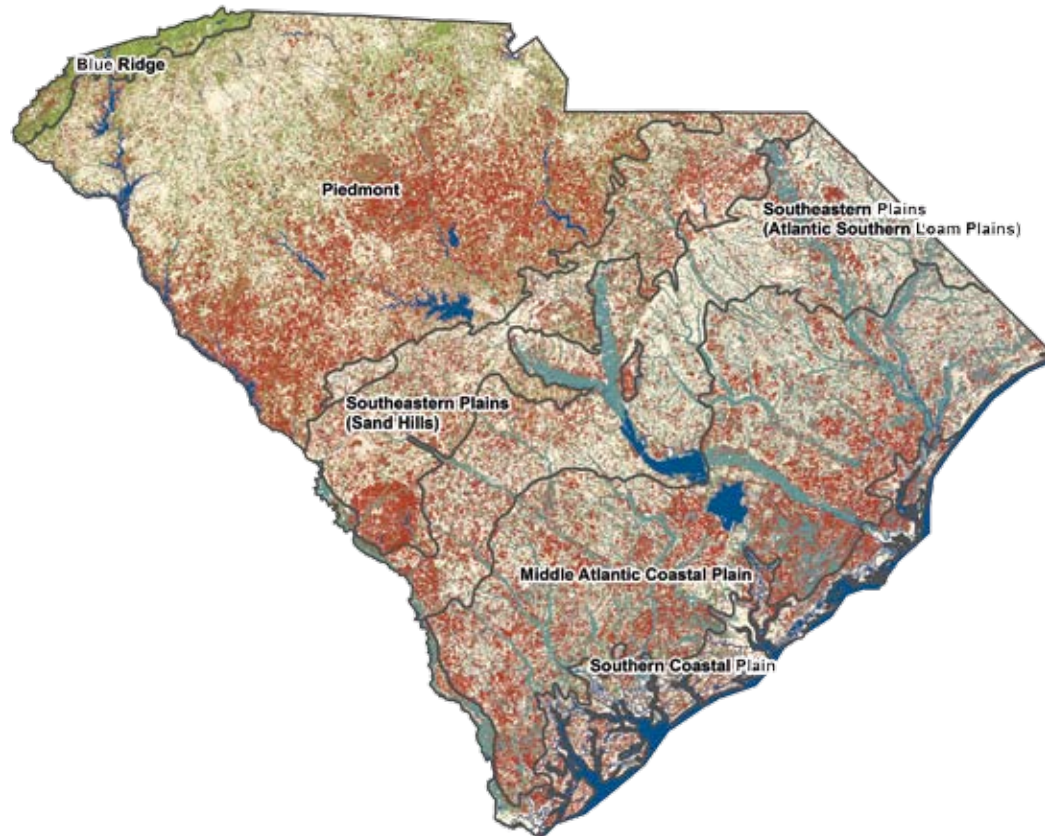 Blue Ridge
Piedmont
Southeastern Plains
(Atlantic Southern Loam Plains)
Southeastern Plains
(Sand Hills)
Middle Atlantic Coastal Plain
Southern Coastal Plain